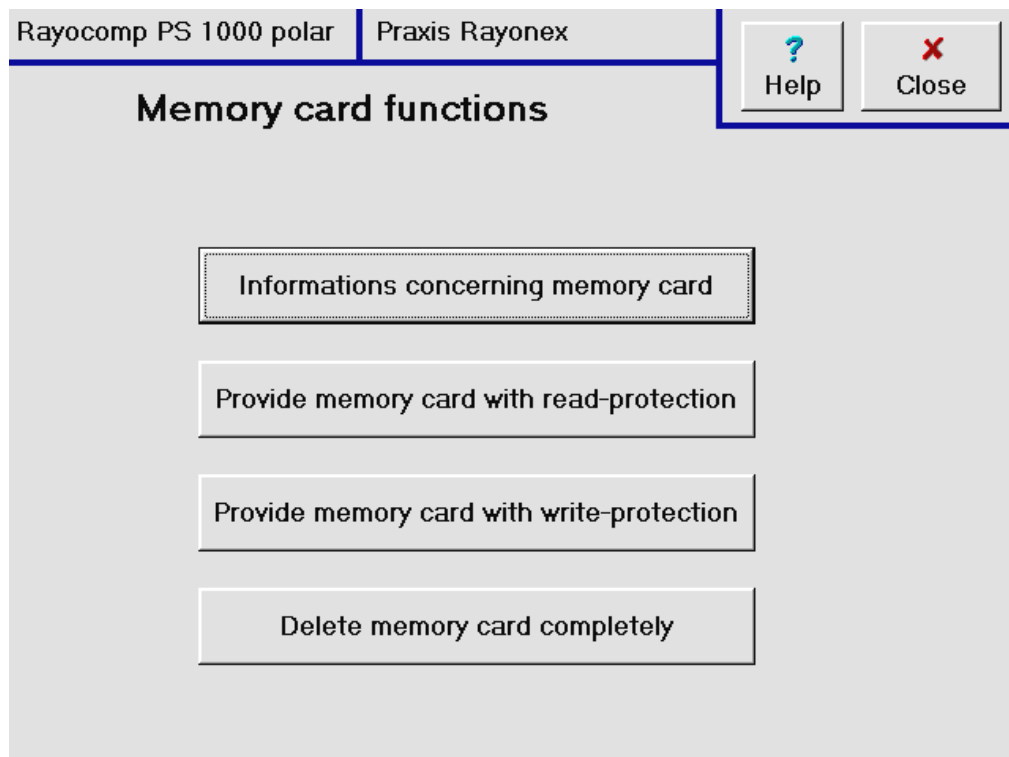 Rayocomp PS 1000 polar
Praxis Rayonex
?
Help
X
Close
Memory card functions
Informations concerning memory card
Provide memory card with read-protection
Provide memory card with write-protection
Delete memory card completely